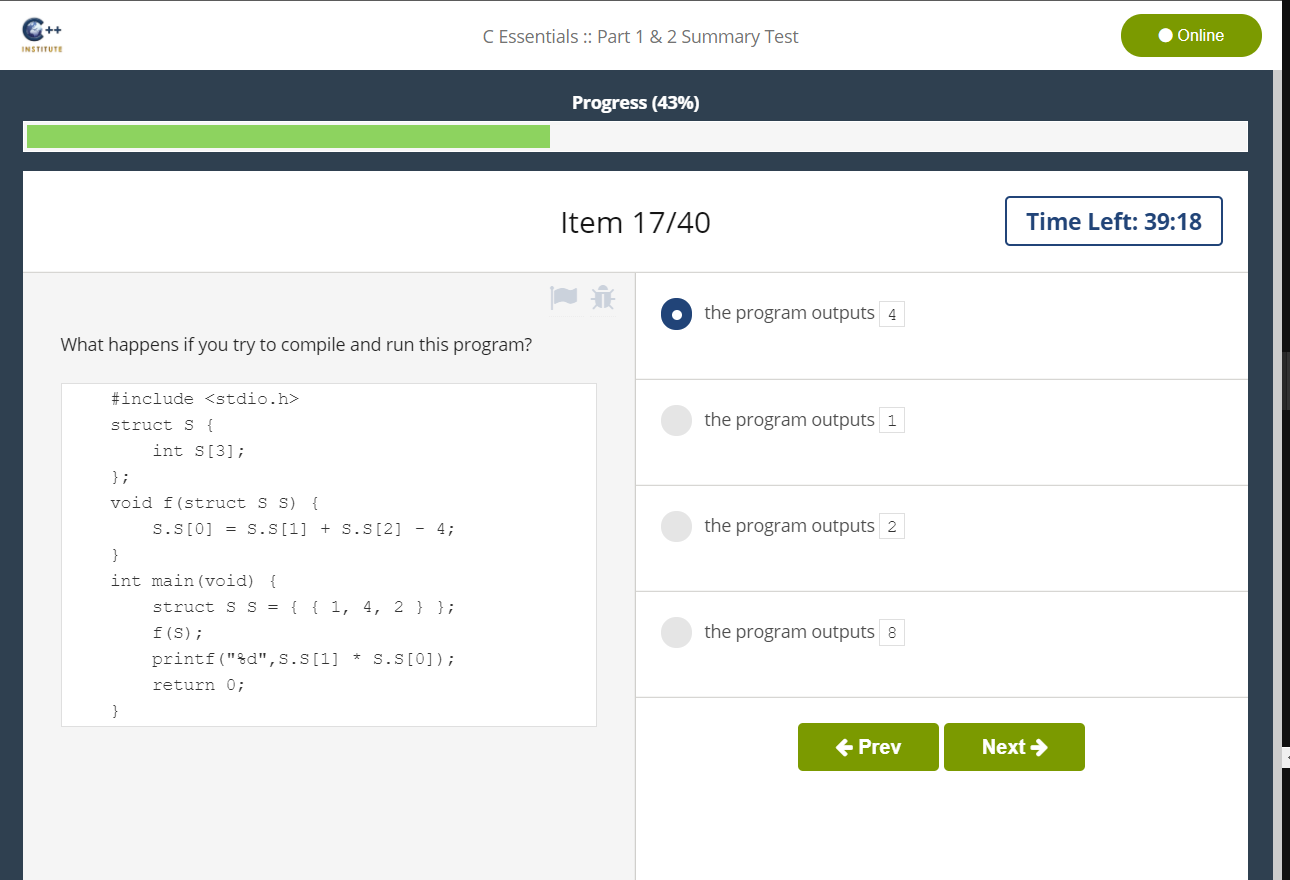 C++
INSTITUTE
C Essentials :: Part 1 & 2 Summary Test
Online
Progress (43%)
Item 17/40
Time Left: 39:18
What happens if you try to compile and run this program?
#include <stdio.h>
struct S {
    int S[3];
};
void f(struct S S) {
    S.S[0] = S.S[1] + S.S[2] - 4;
}
int main(void) {
    struct S S = { { 1, 4, 2 } };
    f(S);
    printf("%d",S.S[1] * S.S[0]);
    return 0;
}
the program outputs 4
the program outputs 1
the program outputs 2
the program outputs 8
Prev
Next